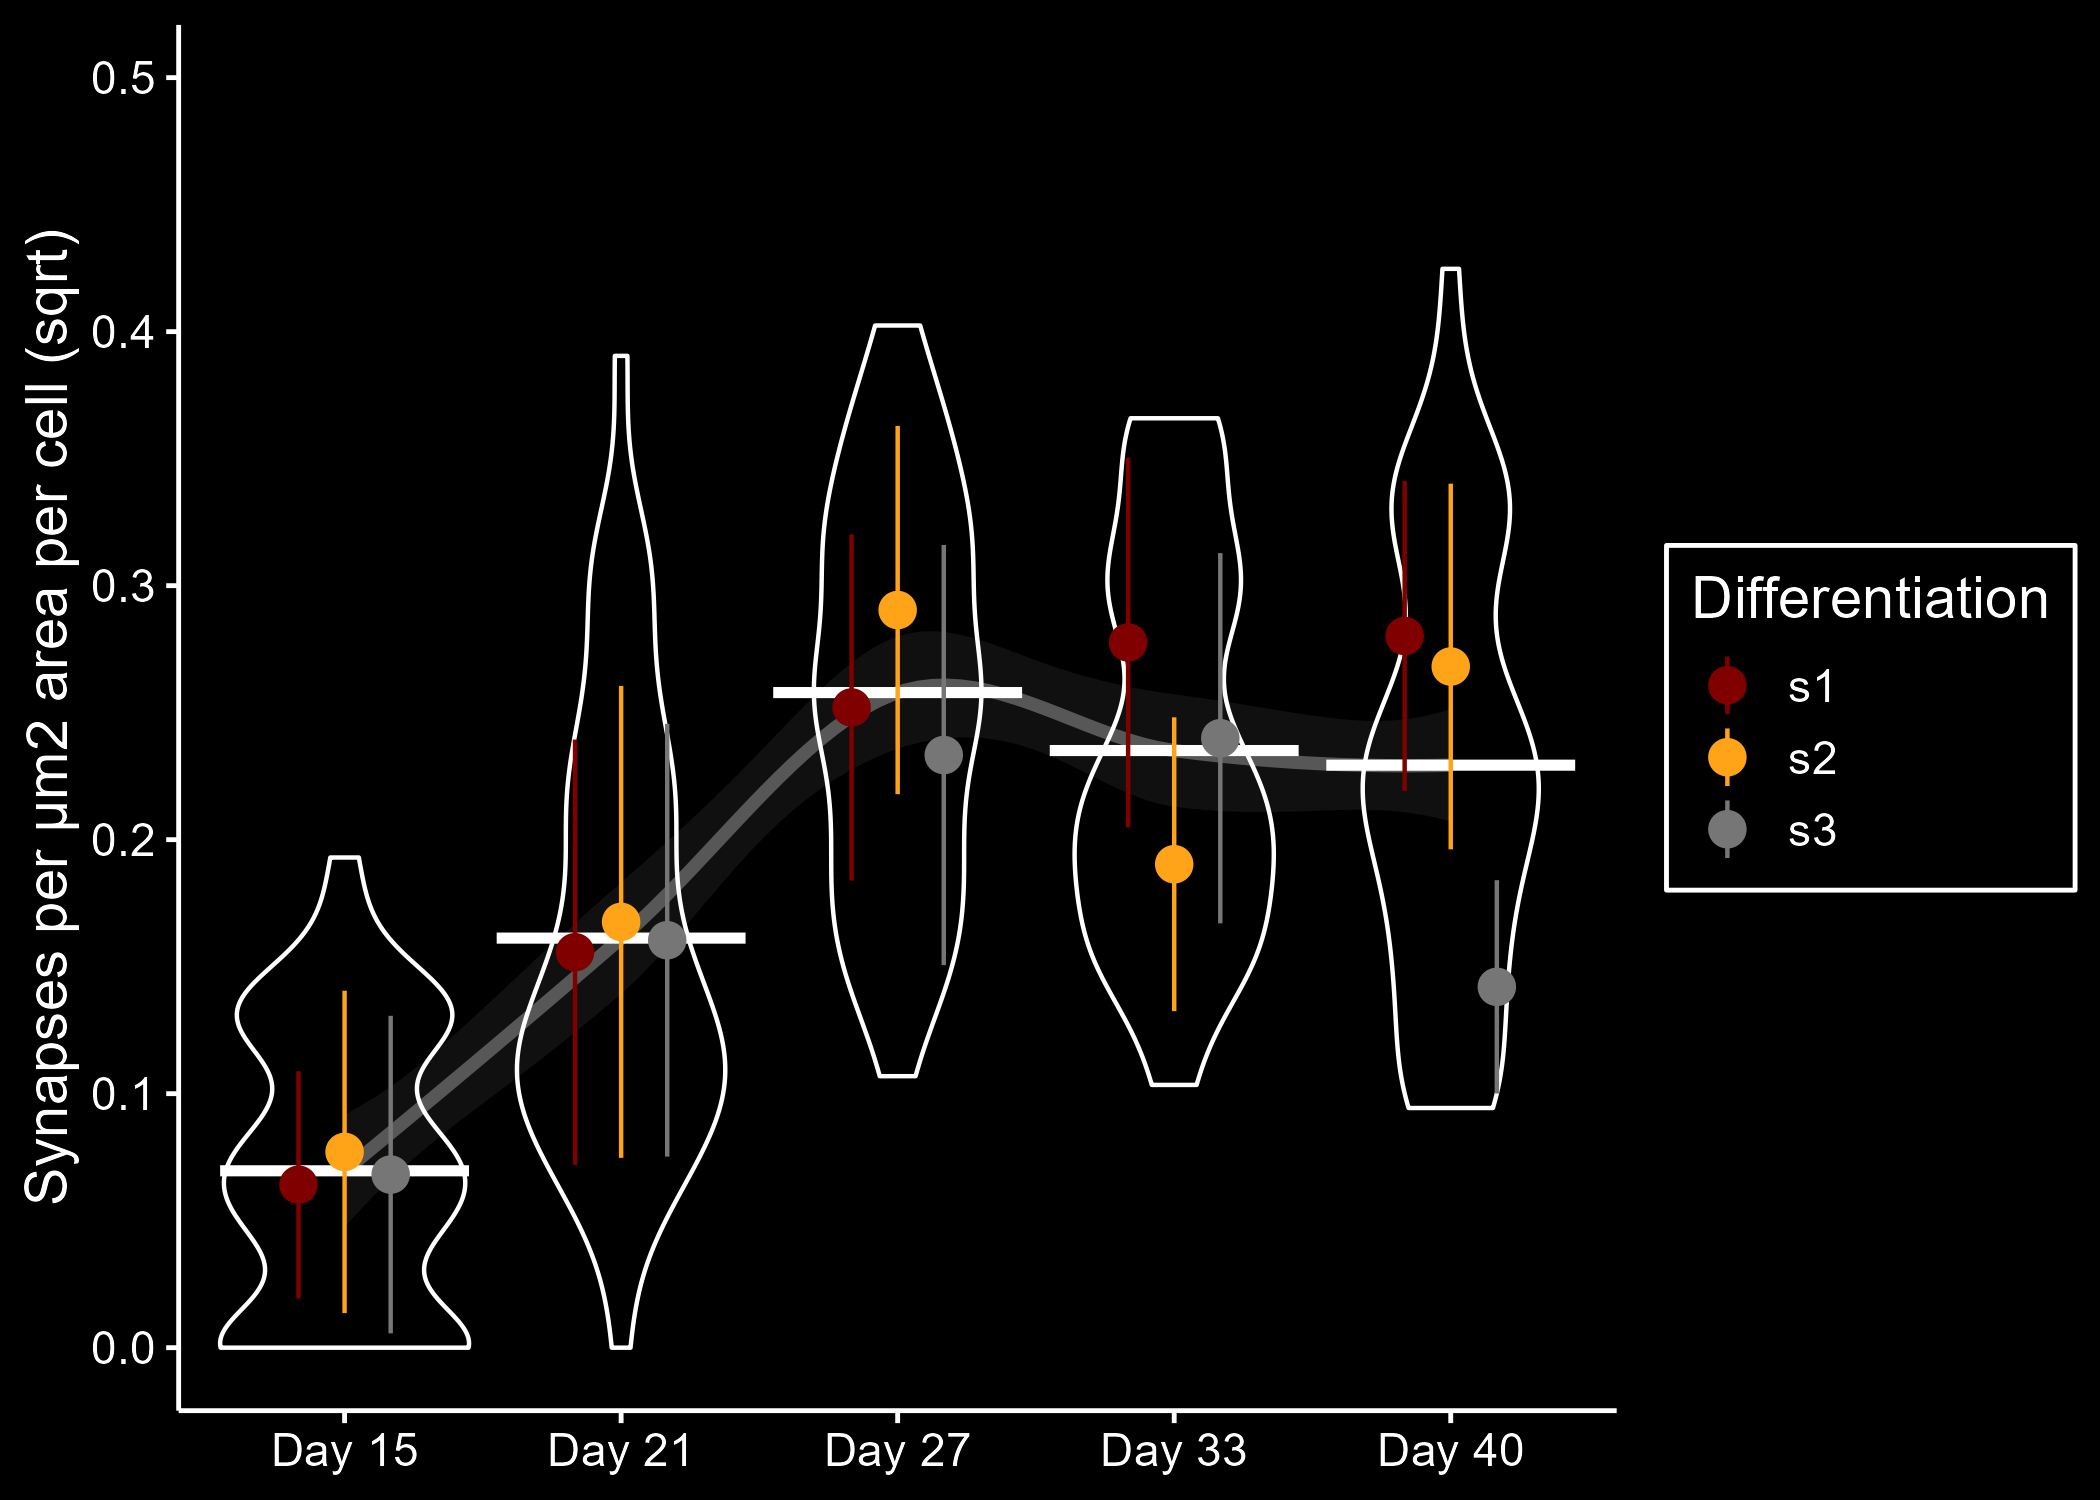 Synapses per µm2 area per cell (sqrt)
0.5
0.4
0.3
0.2
0.1
0.0
Day 15
Day 21
Day 27
Day 33
Day 40
Differentiation
s1
s2
s3